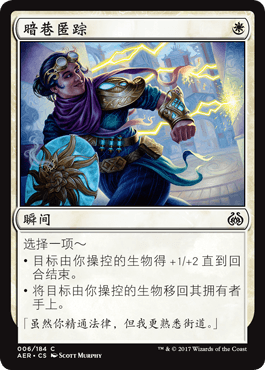 暗巷匿踪
瞬间
选择一项～
• 目标由你操控的生物得 +1/+2 直到回
合结束。
• 将目标由你操控的生物移回其拥有者
手上。
「虽然你精通法律，但我更熟悉街道。」
006/184 C
AER • CS SCOTT MURPHY
™ & © 2017 Wizards of the Coast